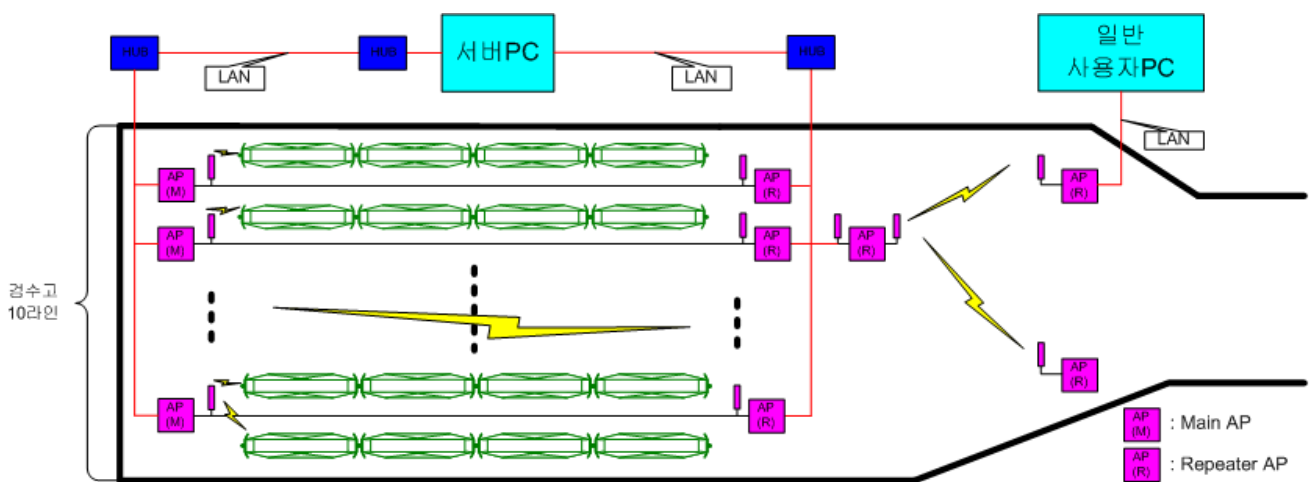 HUB
HUB
서버PC
HUB
일반
사용자PC
LAN
LAN
LAN
AP
(M)
AP
(R)
AP
(R)
AP
(M)
AP
(R)
AP
(R)
검수고
10라인
AP
(R)
AP
(M)
AP
(R)
AP
(M)
: Main AP
AP
(R)
: Repeater AP